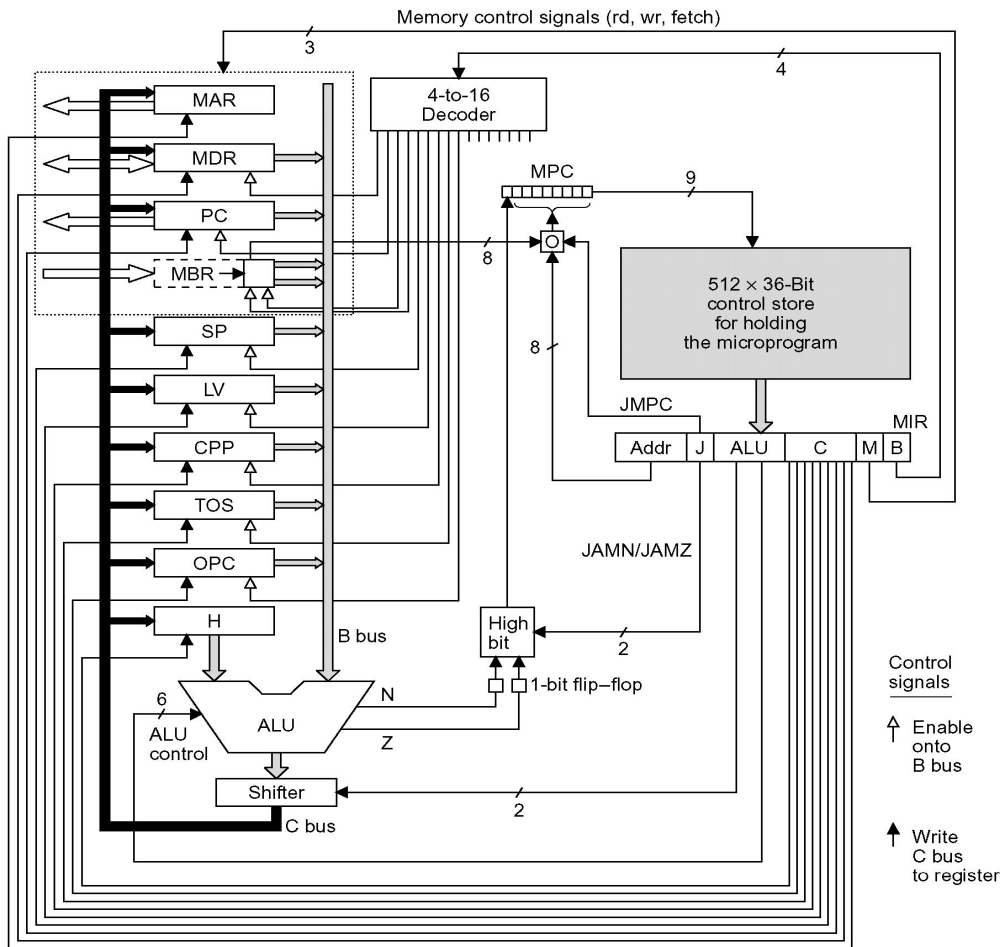 Memory control signals (rd, wr, fetch)
3
4
MAR
4-to-16
Decoder
MDR
MPC
9
PC
8
O
MBR
512 × 36-Bit
control store
for holding
the microprogram
SP
8
LV
JMPC
MIR
Addr J ALU C M B
CPP
TOS
JAMN/JAMZ
OPC
H
High
bit
2
B bus
Control
signals
N
1-bit flip–flop
6
ALU
control
ALU
Z
Enable
onto
B bus
Shifter
2
C bus
Write
C bus
to register